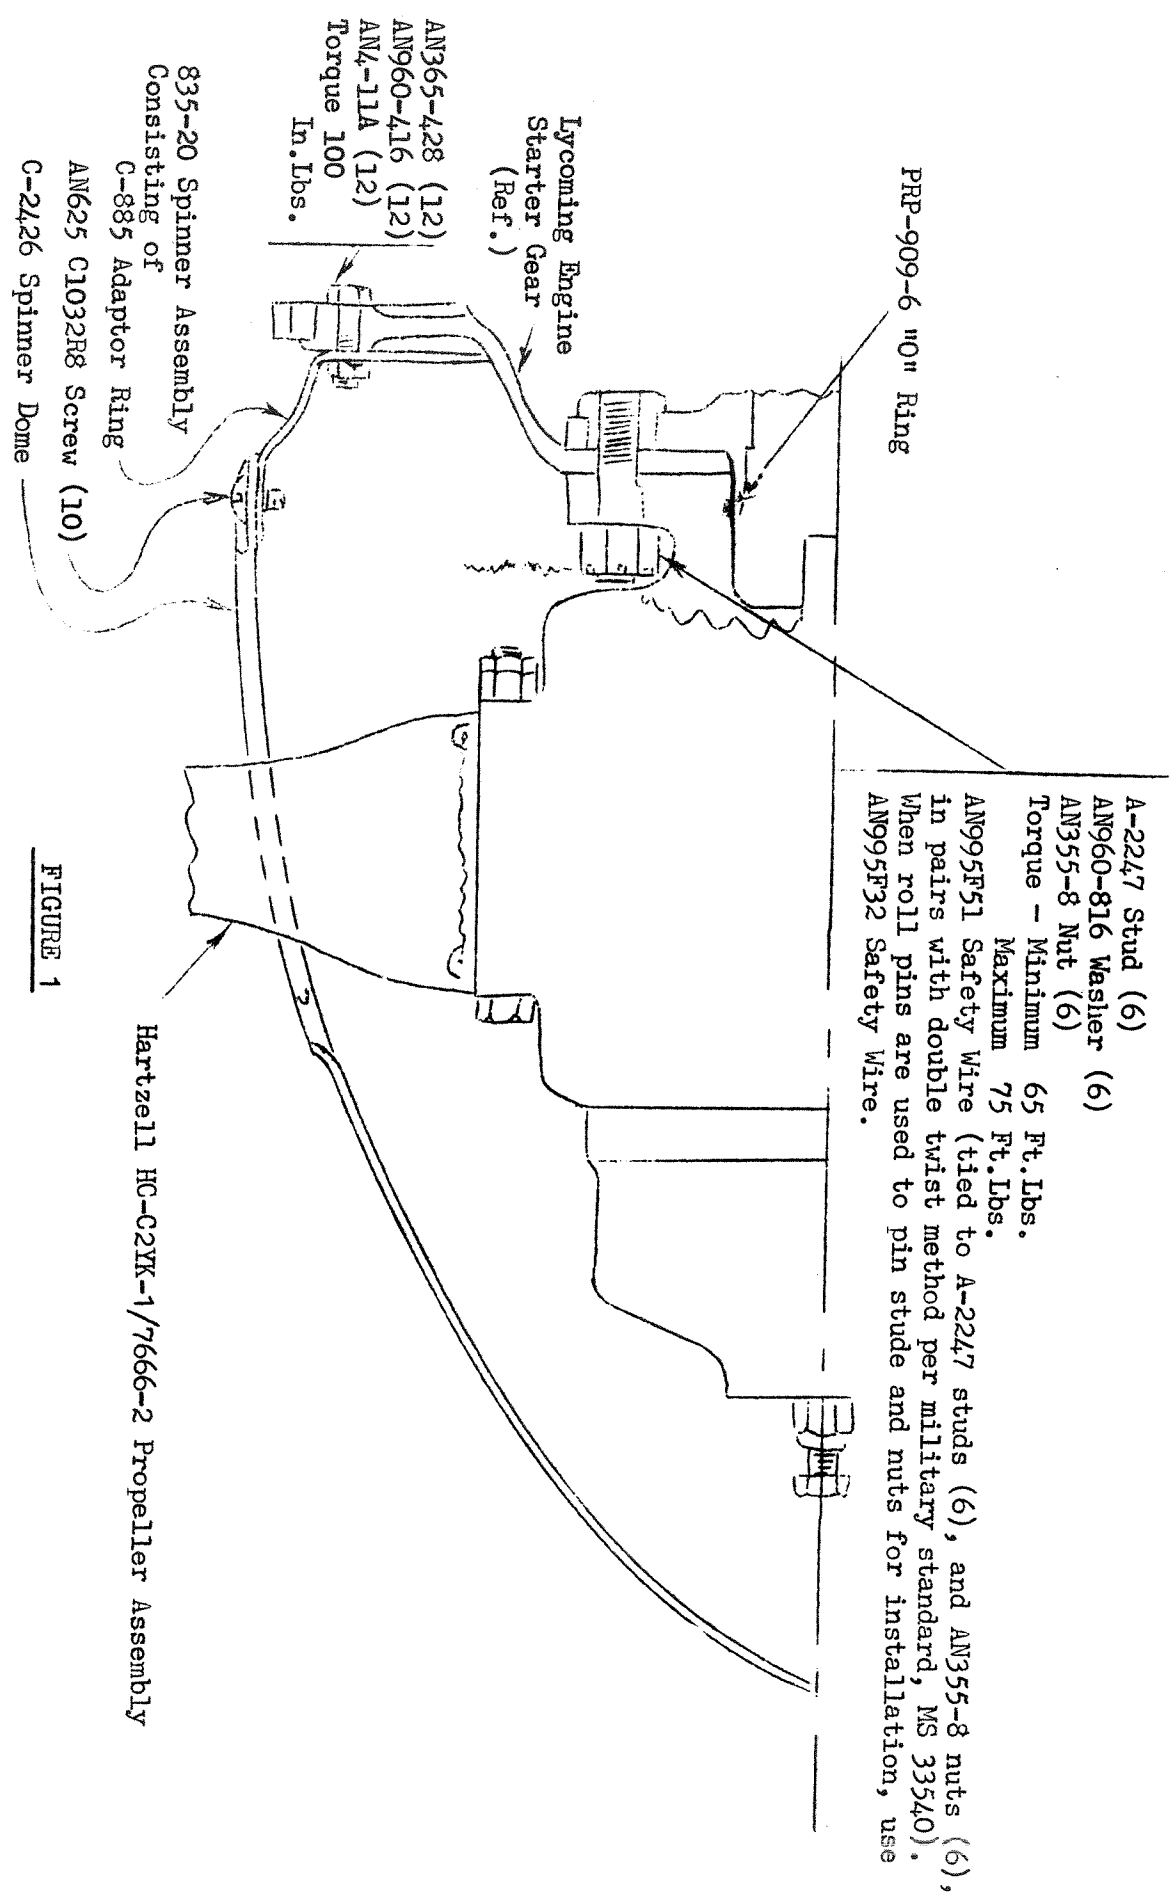 A-2247 Stud (6)
AN960-816 Washer (6)
AN355-8 Nut (6)
Torque - Minimum 65 Ft.Lbs.
Maximum 75 Ft.Lbs.
AN995F51 Safety Wire (tied to A-2247 studs (6), and AN355-8 nuts (6),
in pairs with double twist method per military standard, MS 33540).
When roll pins are used to pin stude and nuts for installation, use
AN995F32 Safety Wire.
PRP-909-6 "O" Ring
Lycoming Engine
Starter Gear
(Ref.)
AN365-428 (12)
AN960-416 (12)
AN4-11A (12)
Torque 100
In.Lbs.
835-20 Spinner Assembly
Consisting of
C-885 Adaptor Ring
AN625 C1032R8 Screw (10)
C-2426 Spinner Dome
Hartzell HC-C2YK-1/7666-2 Propeller Assembly
FIGURE 1